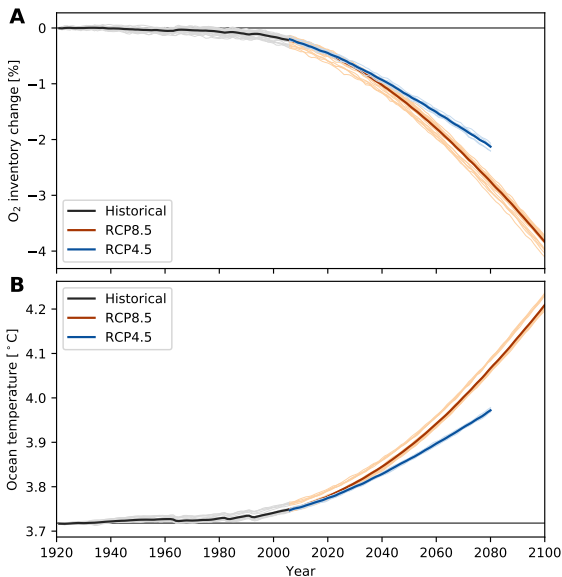 A
0
−1
−2
−3
−4
O₂ inventory change [%]
Historical
RCP8.5
RCP4.5
B
4.2
4.1
4.0
3.9
3.8
3.7
Ocean temperature [°C]
Historical
RCP8.5
RCP4.5
1920 1940 1960 1980 2000 2020 2040 2060 2080 2100
Year